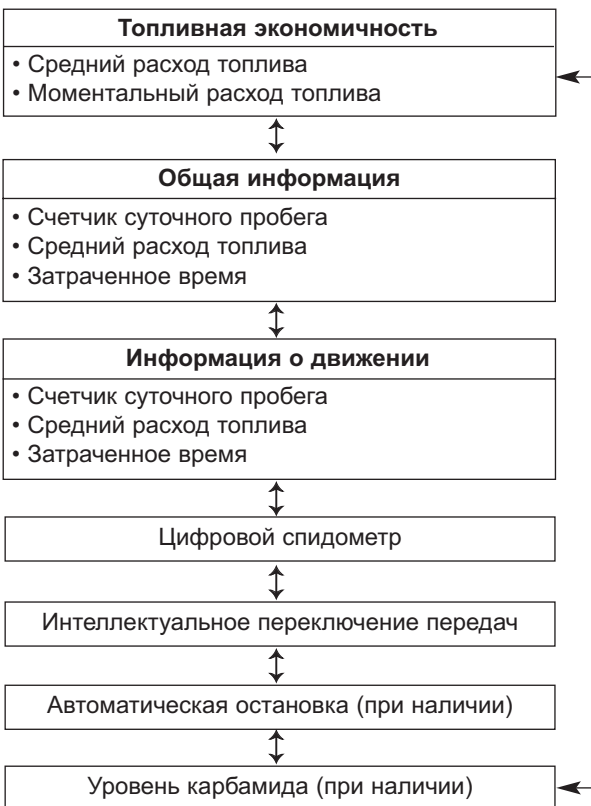 Топливная экономичность
• Средний расход топлива
• Моментальный расход топлива
Общая информация
• Счетчик суточного пробега
• Средний расход топлива
• Затраченное время
Информация о движении
• Счетчик суточного пробега
• Средний расход топлива
• Затраченное время
Цифровой спидометр
Интеллектуальное переключение передач
Автоматическая остановка (при наличии)
Уровень карбамида (при наличии)